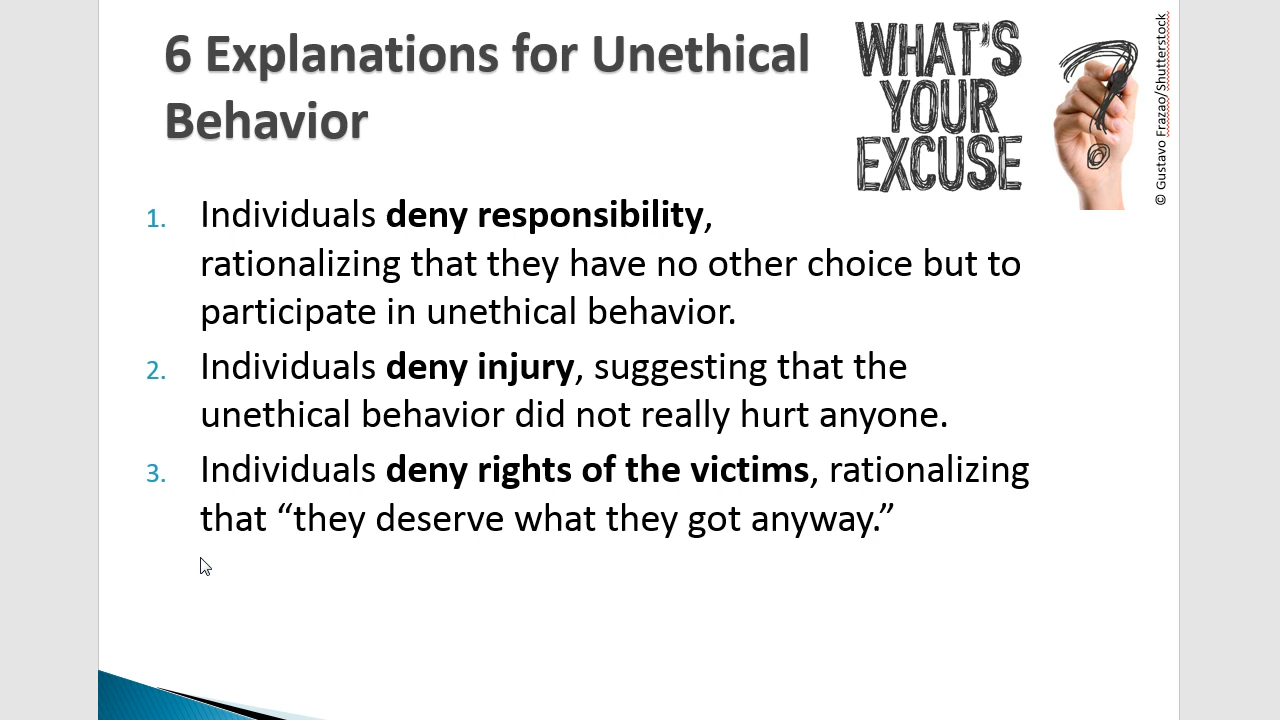 6 Explanations for Unethical
Behavior
WHAT'S
YOUR
EXCUSE
© Gustavo Frazao/Shutterstock
1. Individuals deny responsibility,
rationalizing that they have no other choice but to
participate in unethical behavior.
2. Individuals deny injury, suggesting that the
unethical behavior did not really hurt anyone.
3. Individuals deny rights of the victims, rationalizing
that “they deserve what they got anyway.”